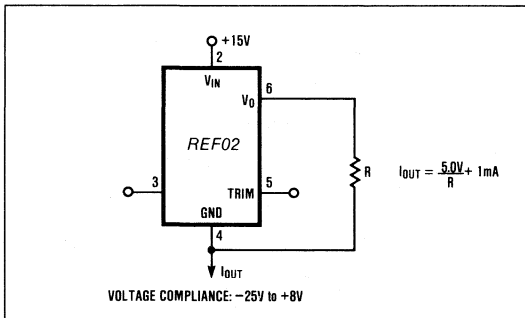 +15V
2
VIN
6
VO
REF02
3
TRIM
5
R
IOUT = 5.0V/R + 1mA
GND
4
IOUT
VOLTAGE COMPLIANCE: −25V to +8V